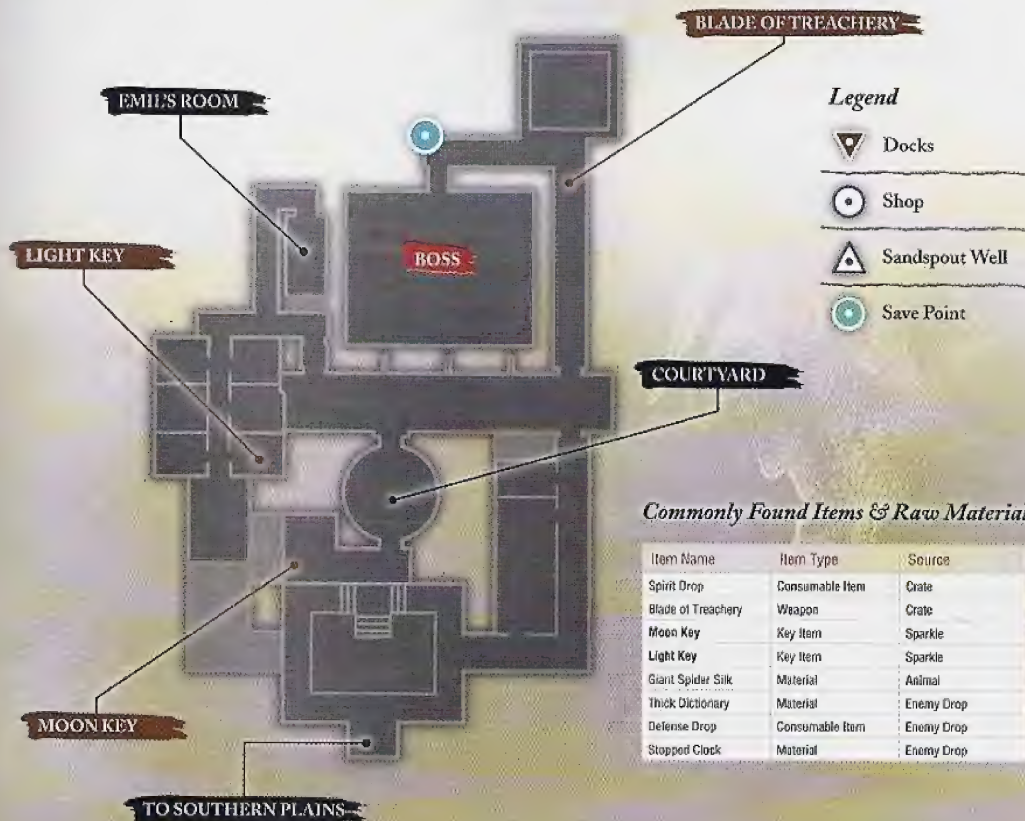 BLADE OF TREACHERY
EMIL'S ROOM
LIGHT KEY
BOSS
COURTYARD
MOON KEY
TO SOUTHERN PLAINS
Legend
Docks
Shop
Sandspout Well
Save Point
Commonly Found Items & Raw Material
Item Name Item Type Source
Spirit Drop Consumable Item Crate
Blade of Treachery Weapon Crate
Moon Key Key Item Sparkle
Light Key Key Item Sparkle
Giant Spider Silk Material Animal
Thick Dictionary Material Enemy Drop
Defense Drop Consumable Item Enemy Drop
Stopped Clock Material Enemy Drop